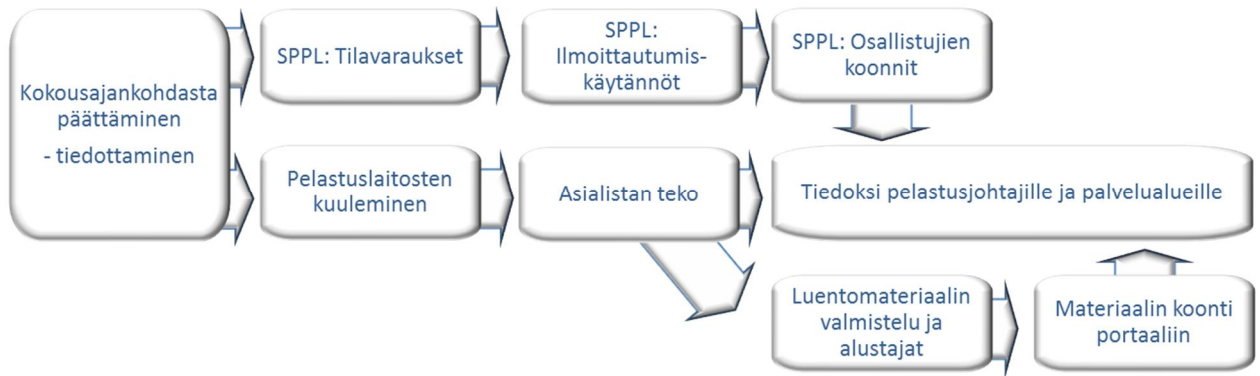 Kokousajankohdasta
päättäminen
- tiedottaminen
SPPL: Tilavaraukset
SPPL:
Ilmoittautumis-
käytännöt
SPPL: Osallistujien
koonnit
Pelastuslaitosten
kuuleminen
Asialistan teko
Tiedoksi pelastusjohtajille ja palvelualueille
Luentomateriaalin
valmistelu ja
alustajat
Materiaalin koonti
portaaliin